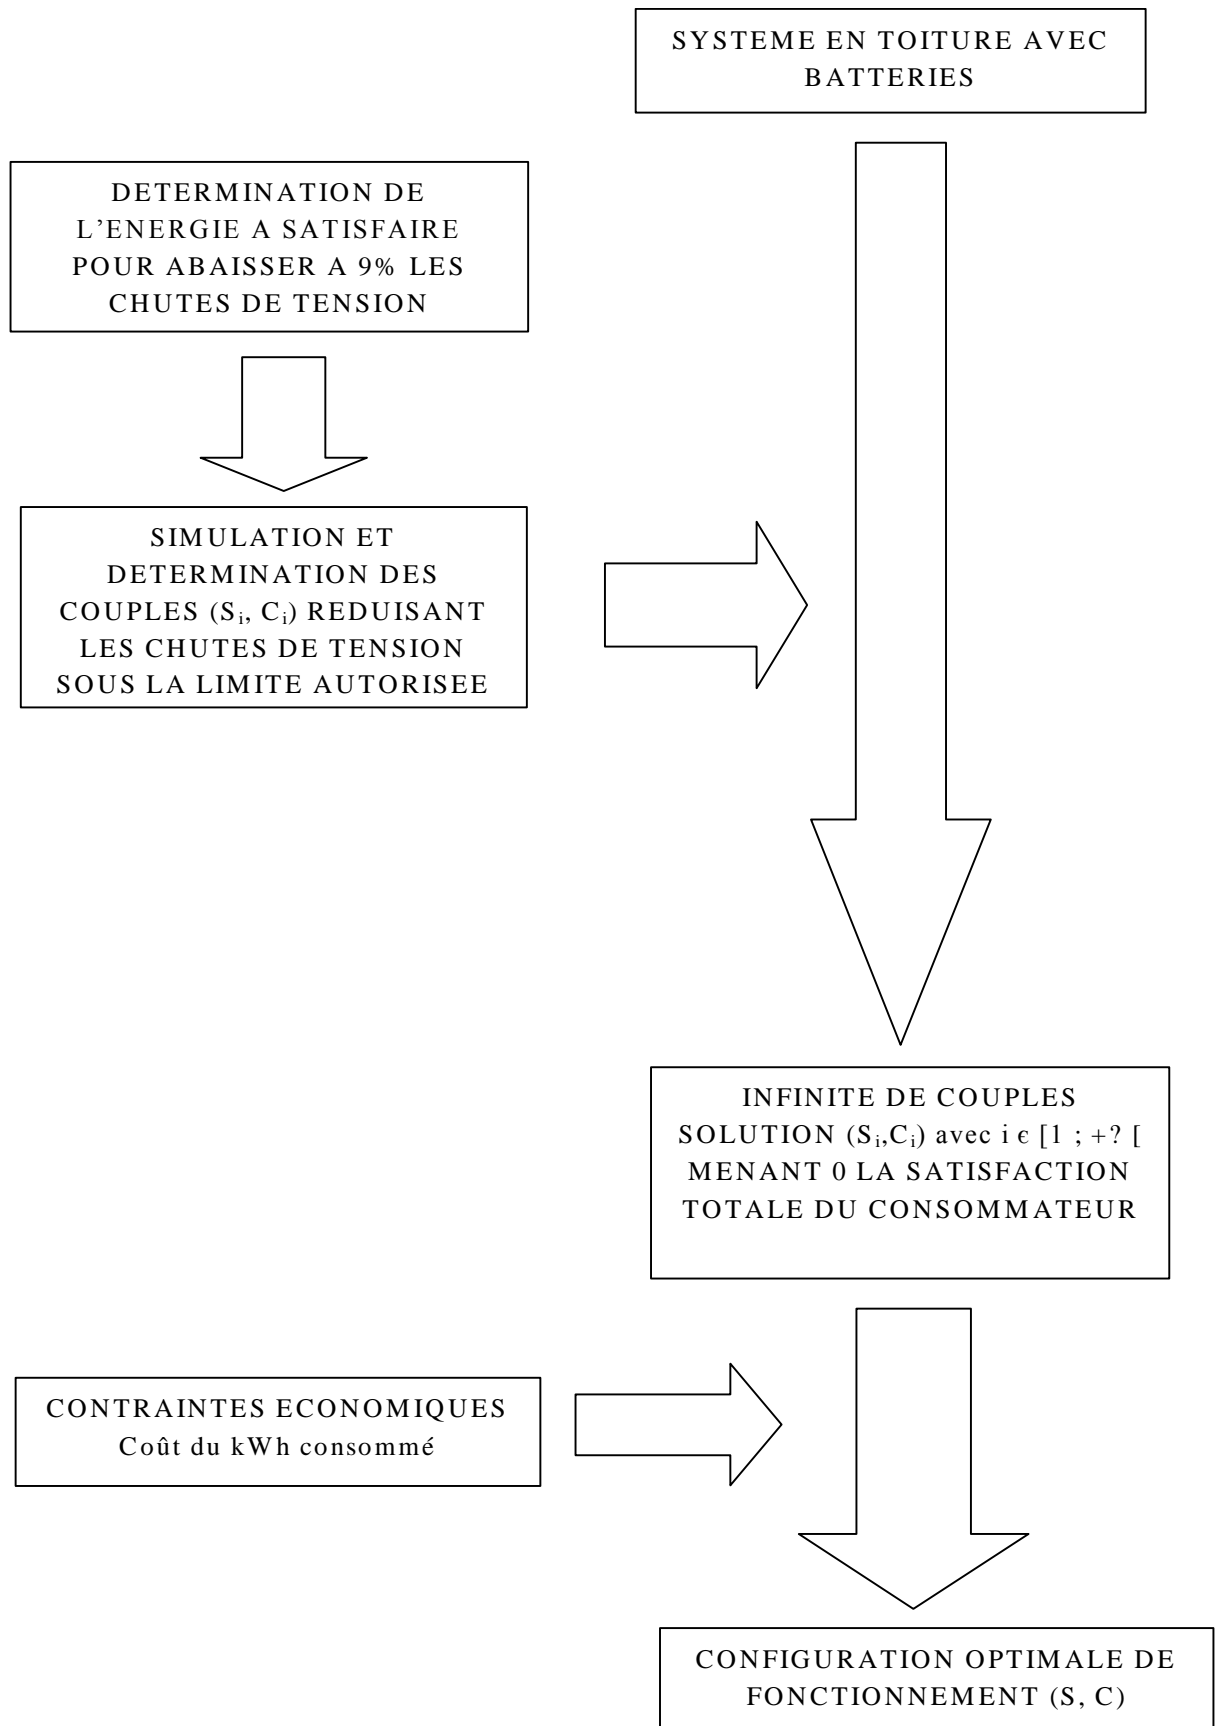 SYSTEME EN TOITURE AVEC
BATTERIES
DETERMINATION DE
L’ENERGIE A SATISFAIRE
POUR ABAISSER A 9% LES
CHUTES DE TENSION
SIMULATION ET
DETERMINATION DES
COUPLES (Sᵢ, Cᵢ) REDUISANT
LES CHUTES DE TENSION
SOUS LA LIMITE AUTORISEE
INFINITE DE COUPLES
SOLUTION (Sᵢ,Cᵢ) avec i є [1 ; +? [
MENANT 0 LA SATISFACTION
TOTALE DU CONSOMMATEUR
CONTRAINTES ECONOMIQUES
Coût du kWh consommé
CONFIGURATION OPTIMALE DE
FONCTIONNEMENT (S, C)